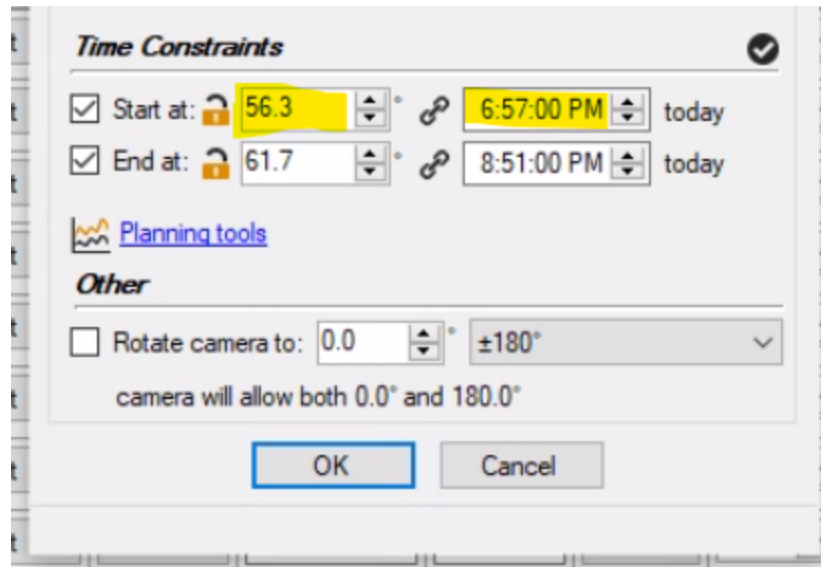 Time Constraints
Start at: 56.3 ° 6:57:00 PM today
End at: 61.7 ° 8:51:00 PM today
Planning tools
Other
Rotate camera to: 0.0 ° ±180°
camera will allow both 0.0° and 180.0°
OK Cancel